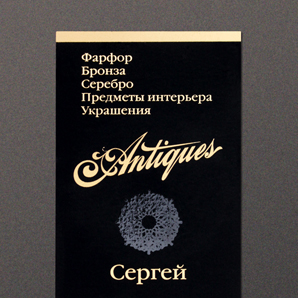 Фарфор
Бронза
Серебро
Предметы интерьера
Украшения
Antiques
Сергей